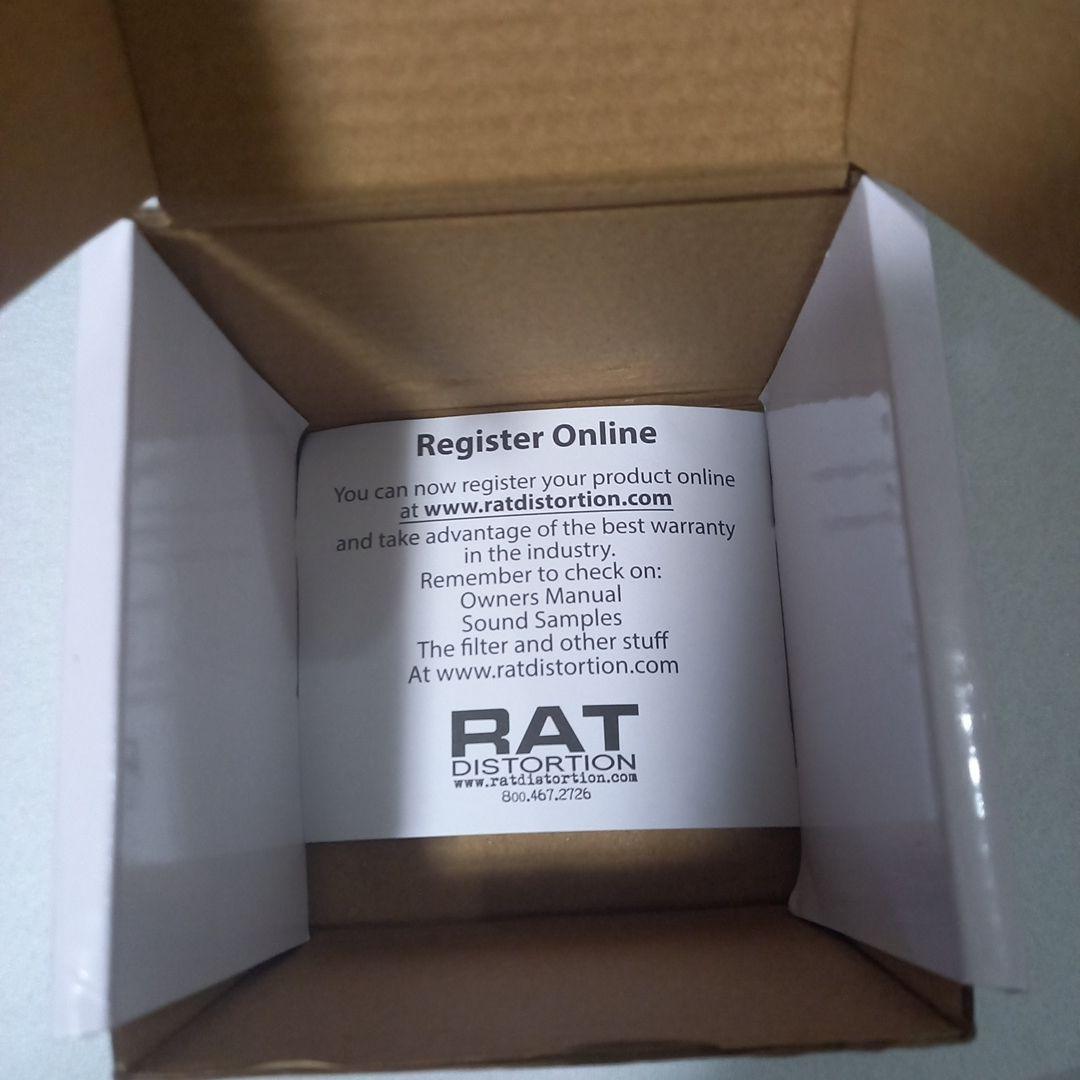 Register Online
You can now register your product online
at www.ratdistortion.com
and take advantage of the best warranty
in the industry.
Remember to check on:
Owners Manual
Sound Samples
The filter and other stuff
At www.ratdistortion.com
RAT
DISTORTION
www.ratdistortion.com
800.467.2726